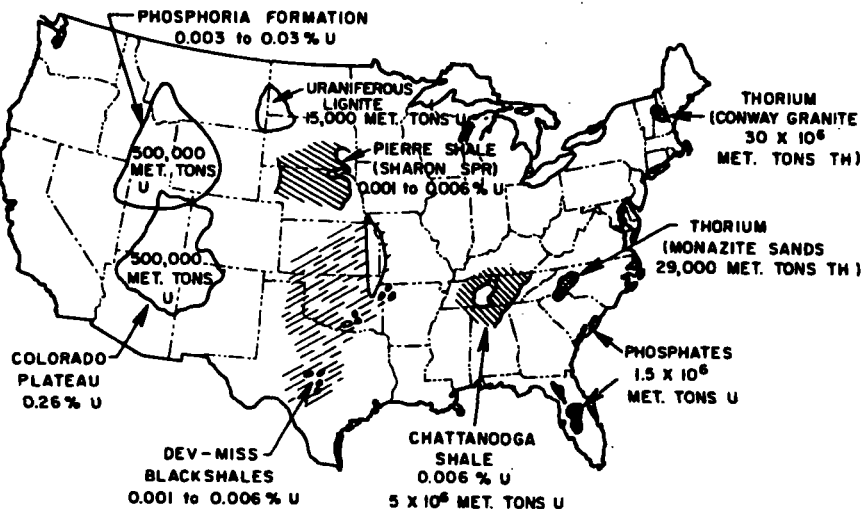 PHOSPHORIA FORMATION
0.003 to 0.03 % U
URANIFEROUS
LIGNITE
15,000 MET. TONS U
THORIUM
(CONWAY GRANITE
30 X 10⁶
MET. TONS TH)
500,000
MET. TONS
U
PIERRE SHALE
(SHARON SPR)
0.001 to 0.006 % U
500,000
MET. TONS
U
THORIUM
(MONAZITE SANDS
29,000 MET. TONS TH)
COLORADO
PLATEAU
0.26 % U
PHOSPHATES
1.5 X 10⁶
MET. TONS U
DEV-MISS
BLACKSHALES
0.001 to 0.006 % U
CHATTANOOGA
SHALE
0.006 % U
5 X 10⁶ MET. TONS U